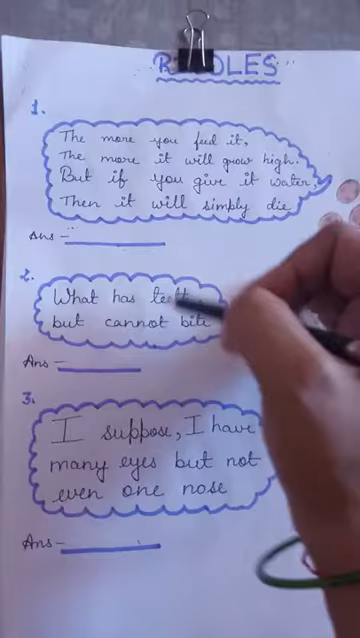 RIDDLES
1.
The more you feed it,
The more it will grow high.
But if you give it water,
Then it will simply die
Ans -
2.
What has teeth
but cannot bite
Ans -
3.
I suppose, I have
many eyes but not
even one nose
Ans -